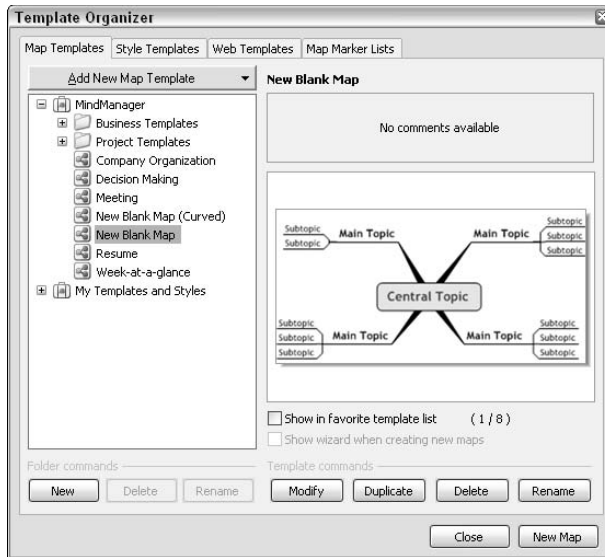 Template Organizer
Map Templates Style Templates Web Templates Map Marker Lists
Add New Map Template
MindManager
Business Templates
Project Templates
Company Organization
Decision Making
Meeting
New Blank Map (Curved)
New Blank Map
Resume
Week-at-a-glance
My Templates and Styles
New Blank Map
No comments available
Subtopic
Subtopic
Main Topic
Main Topic
Subtopic
Subtopic
Subtopic
Central Topic
Subtopic
Subtopic
Subtopic
Main Topic
Main Topic
Subtopic
Subtopic
Subtopic
Show in favorite template list ( 1 / 8 )
Show wizard when creating new maps
Folder commands
New Delete Rename
Template commands
Modify Duplicate Delete Rename
Close New Map